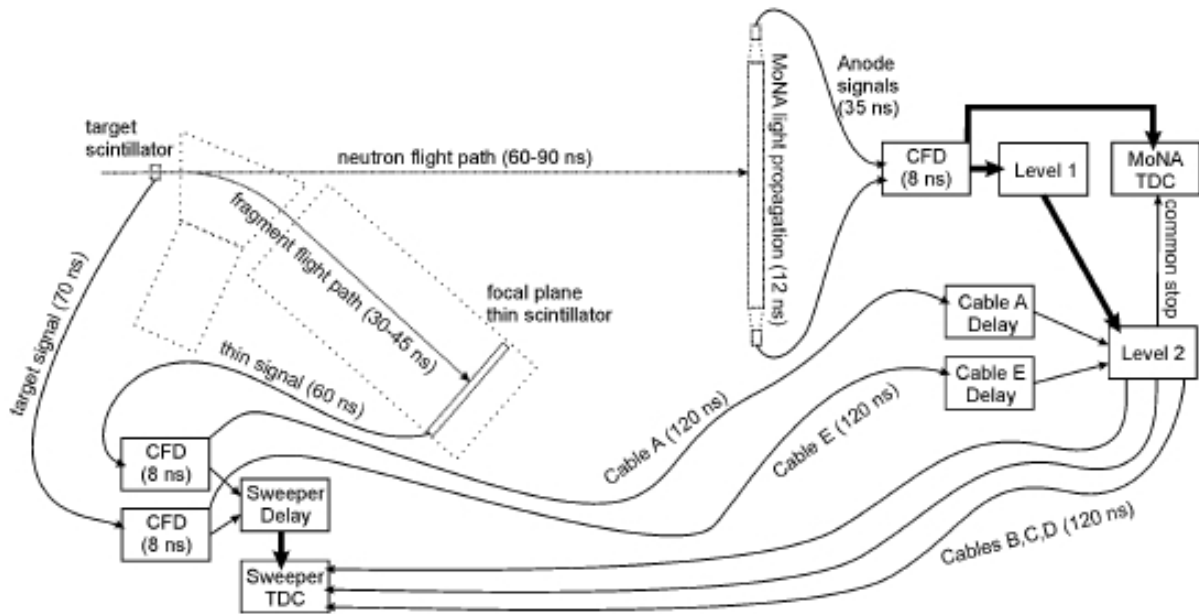 target
scintillator
neutron flight path (60-90 ns)
MoNA light propagation (12 ns)
Anode
signals
(35 ns)
CFD
(8 ns)
Level 1
MoNA
TDC
common stop
fragment flight path (30-45 ns)
focal plane
thin scintillator
target signal (70 ns)
thin signal (60 ns)
Cable A
Delay
Cable E
Delay
Level 2
Cable A (120 ns)
Cable E (120 ns)
Cables B,C,D (120 ns)
CFD
(8 ns)
CFD
(8 ns)
Sweeper
Delay
Sweeper
TDC